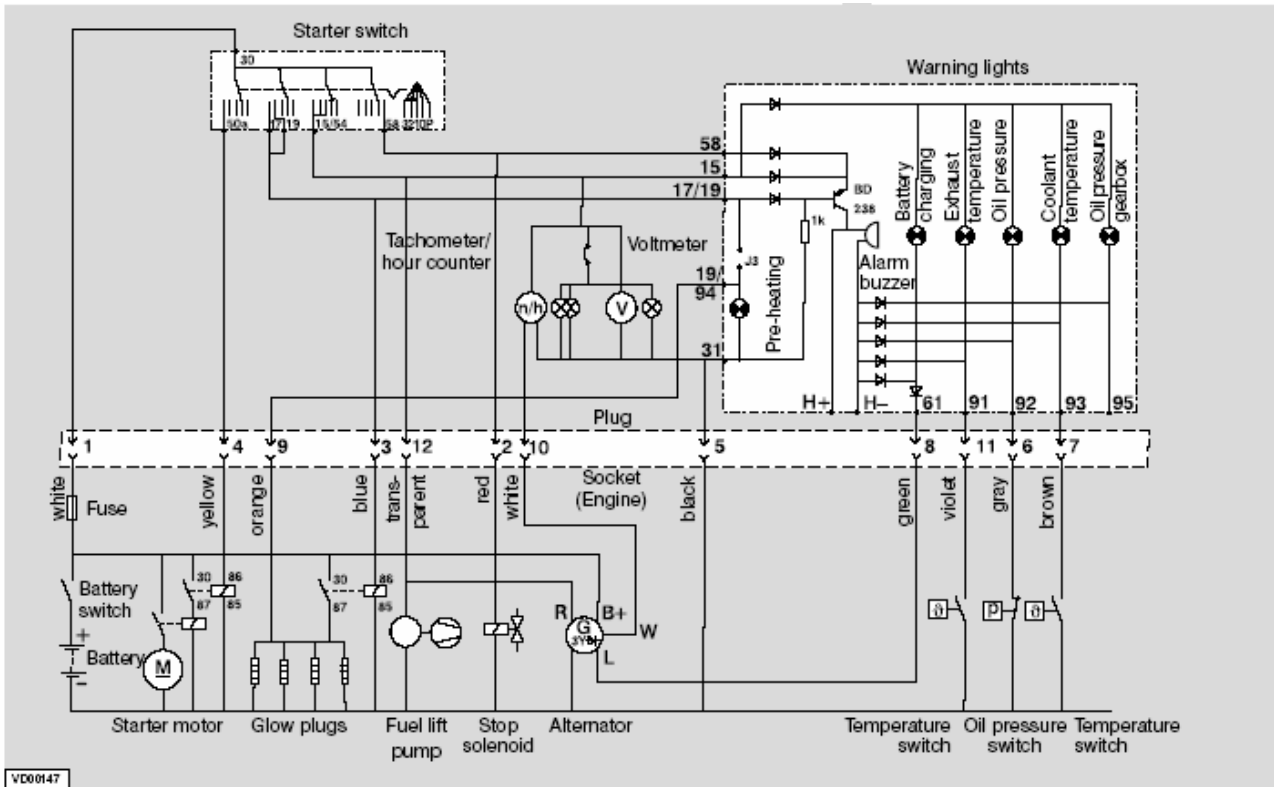 Starter switch
30
50a 17/19 15/54 58 3210P
Warning lights
58
15
17/19
Tachometer/
hour counter
Voltmeter
n/h
V
19/
94
31
J3
Pre-heating
1k
BD
238
Alarm
buzzer
Battery
charging
Exhaust
temperature
Oil pressure
Coolant
temperature
Oil pressure
gearbox
H+ H– 61 91 92 93 95
Plug
1 4 9 3 12 2 10 5 8 11 6 7
Socket
(Engine)
white
Fuse
yellow
orange
blue
trans-
parent
red
white
black
green
violet
gray
brown
Battery
switch
+
Battery
-
30 86
87 85
30 86
87 85
M
R B+
G
W
L
ϑ
P
ϑ
Starter motor
Glow plugs
Fuel lift
pump
Stop
solenoid
Alternator
Temperature
switch
Oil pressure
switch
Temperature
switch
VD00147